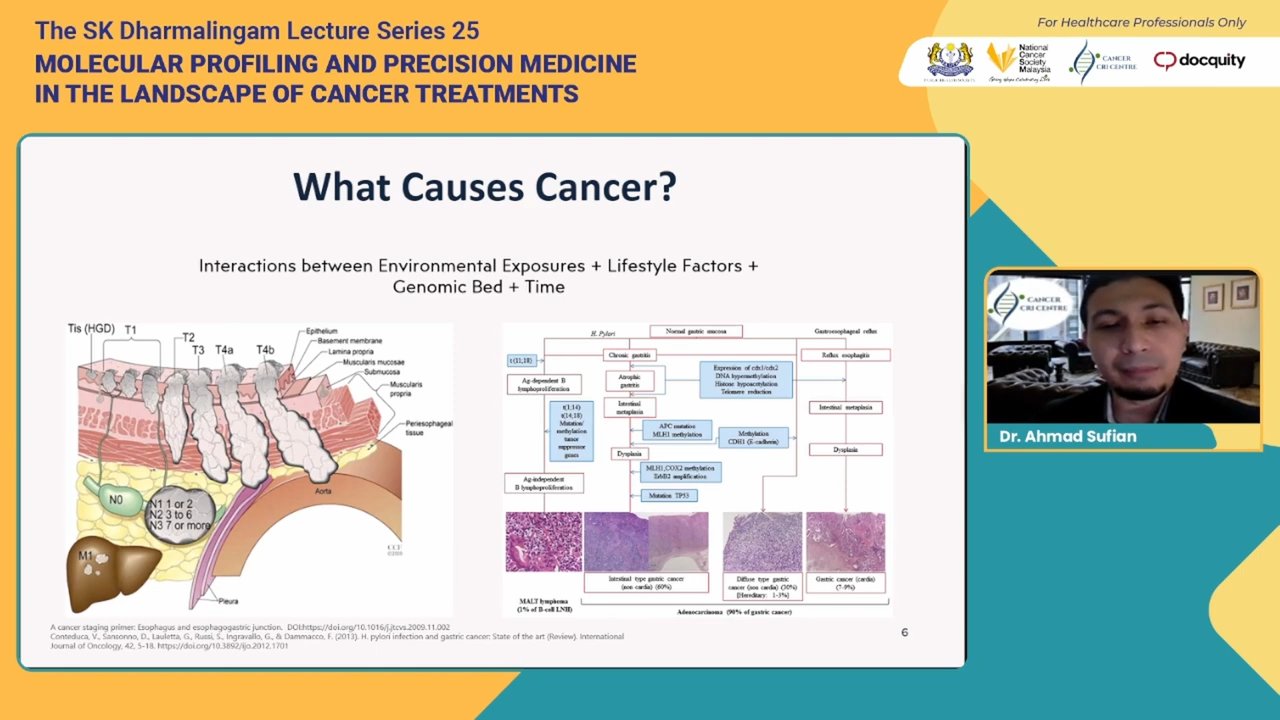 The SK Dharmalingam Lecture Series 25
MOLECULAR PROFILING AND PRECISION MEDICINE
IN THE LANDSCAPE OF CANCER TREATMENTS
For Healthcare Professionals Only
National
Cancer
Society
Malaysia
CANCER
CRI CENTRE
docquity
What Causes Cancer?
Interactions between Environmental Exposures + Lifestyle Factors +
Genomic Bed + Time
Tis (HGD)
T1
T2
T3
T4a
T4b
Epithelium
Basement membrane
Lamina propria
Muscularis mucosae
Submucosa
Muscularis
propria
Periesophageal
tissue
N0
N1 1 or 2
N2 3 to 6
N3 7 or more
Aorta
M1
Pleura
H. Pylori
Normal gastric mucosa
Gastroesophageal reflux
t(11,18)
Chronic gastritis
Reflux esophagitis
Ag-dependent B
lymphoproliferation
Atrophic
gastritis
Expression of cdx1/cdx2
DNA hypermethylation
Histone hypoacetylation
Telomere reduction
Intestinal
metaplasia
Intestinal metaplasia
t(1;14)
t(14,18)
Mutation/
methylation
tumor
suppressor
genes
APC mutation
MLH1 methylation
Methylation
CDH1 (E-cadherin)
Dysplasia
Dysplasia
MLH1,COX2 methylation
ErbB2 amplification
Ag-independent
B lymphoproliferation
Mutation TP53
Intestinal type gastric cancer
(non cardia) (60%)
Diffuse type gastric
cancer (non cardia) (30%)
[Hereditary: 1-3%]
Gastric cancer (cardia)
(7-9%)
MALT lymphoma
(1% of B-cell LNH)
Adenocarcinoma (90% of gastric cancer)
A cancer staging primer: Esophagus and esophagogastric junction. DOI:https://doi.org/10.1016/j.jtcvs.2009.11.002
Conteduca, V., Sansonno, D., Lauletta, G., Russi, S., Ingravallo, G., & Dammacco, F. (2013). H. pylori infection and gastric cancer: State of the art (Review). International
Journal of Oncology, 42, 5-18. https://doi.org/10.3892/ijo.2012.1701
6
CANCER
CRI CENTRE
Dr. Ahmad Sufian